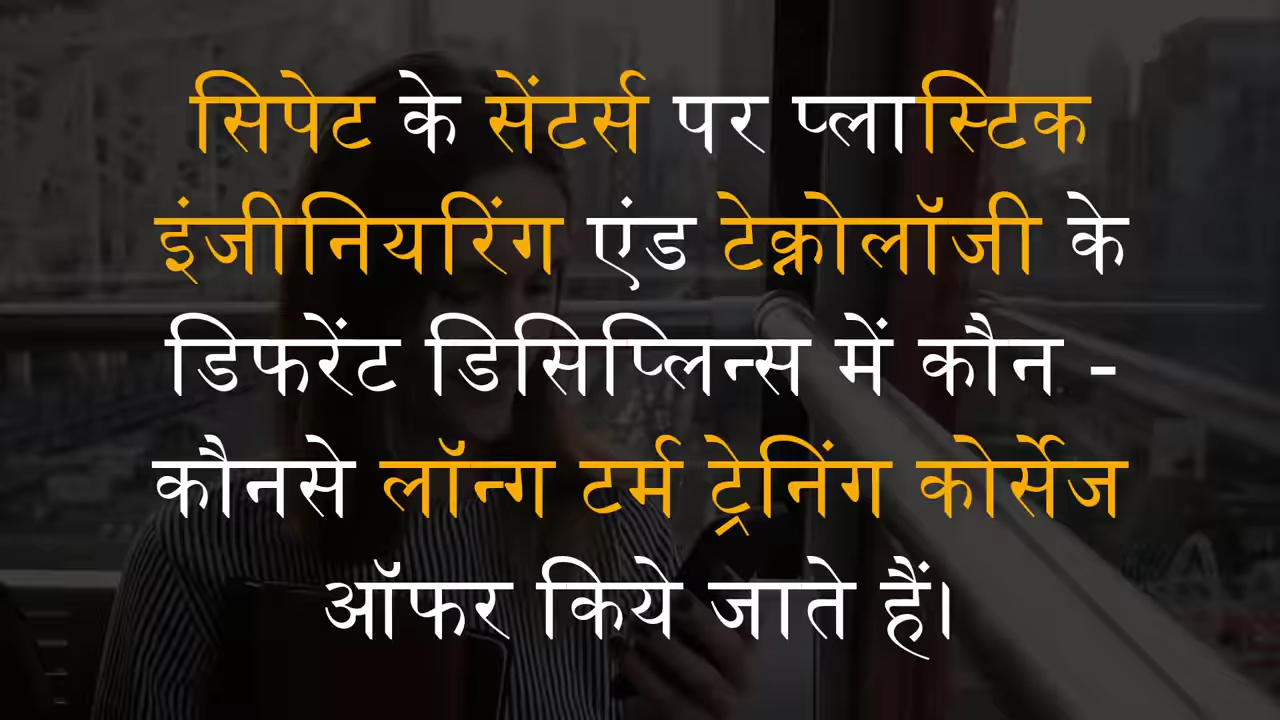 सिपेट के सेंटर्स पर प्लास्टिक
इंजीनियरिंग एंड टेक्नोलॉजी के
डिफरेंट डिसिप्लिन्स में कौन -
कौनसे लॉन्ग टर्म ट्रेनिंग कोर्सेज
ऑफर किये जाते हैं।